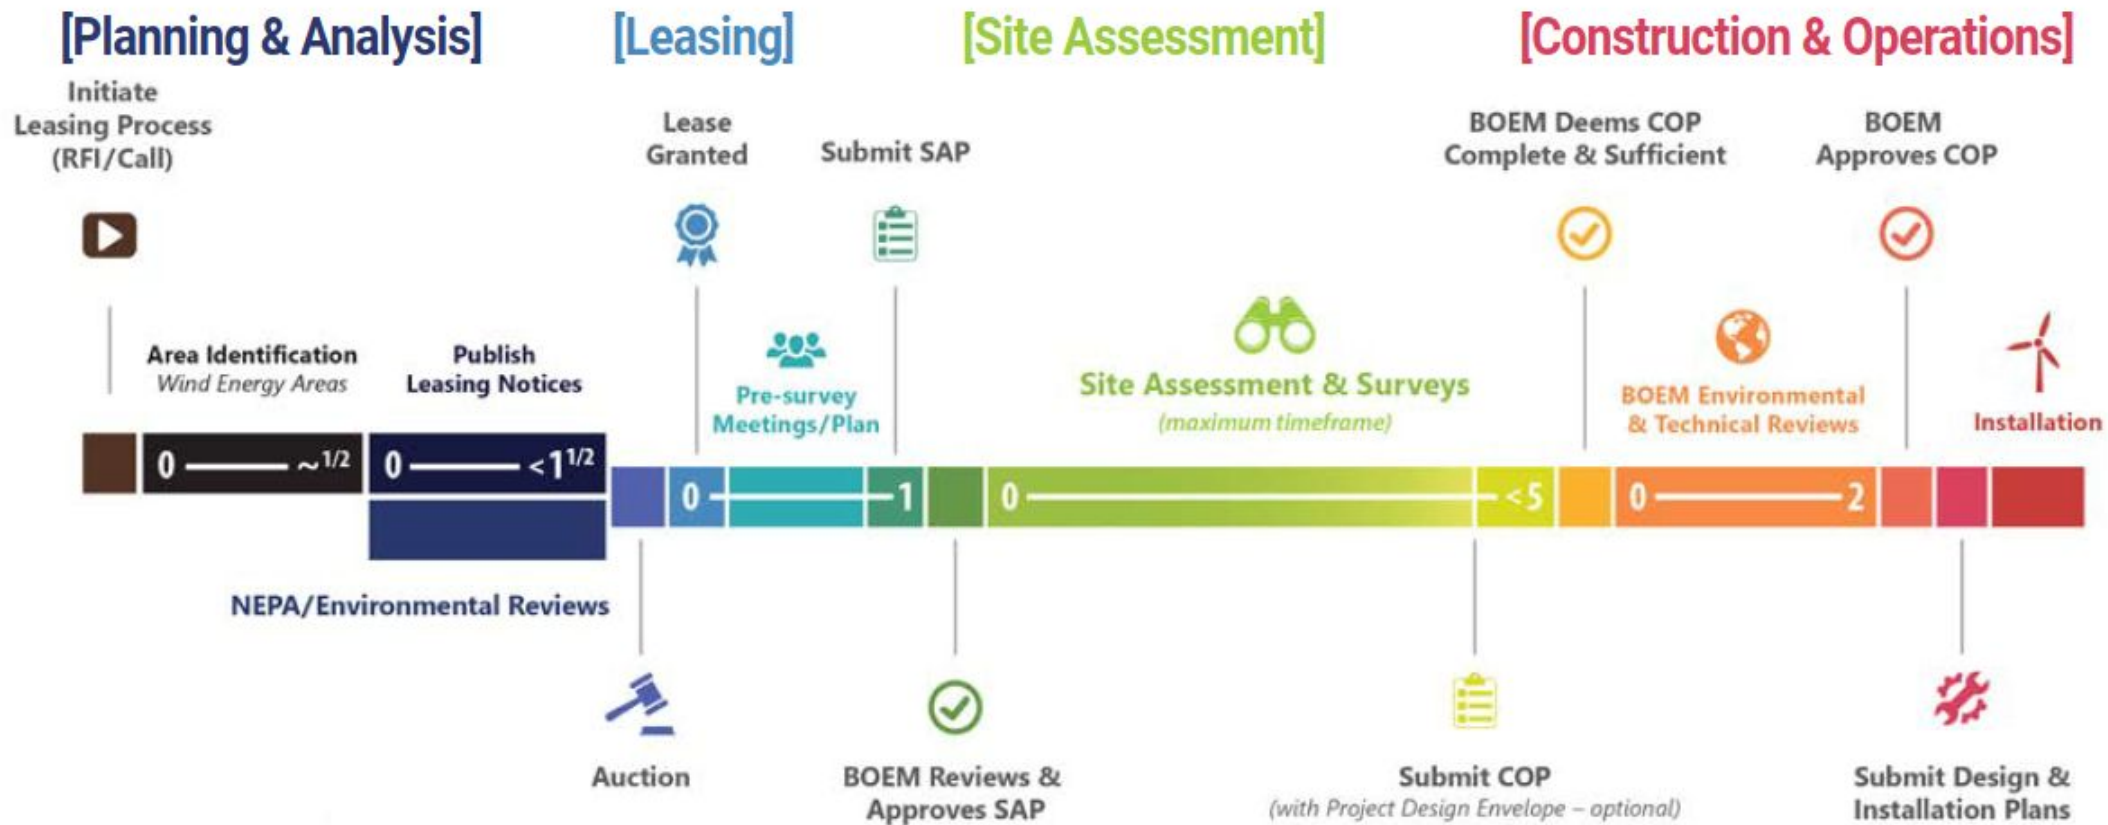 [Planning & Analysis]
[Leasing]
[Site Assessment]
[Construction & Operations]
Initiate
Leasing Process
(RFI/Call)
Lease
Granted
Submit SAP
BOEM Deems COP
Complete & Sufficient
BOEM
Approves COP
Area Identification
Wind Energy Areas
Publish
Leasing Notices
Pre-survey
Meetings/Plan
Site Assessment & Surveys
(maximum timeframe)
BOEM Environmental
& Technical Reviews
Installation
0 ~1/2
0 <1 1/2
0 1
0 <5
0 2
NEPA/Environmental Reviews
Auction
BOEM Reviews &
Approves SAP
Submit COP
(with Project Design Envelope – optional)
Submit Design &
Installation Plans